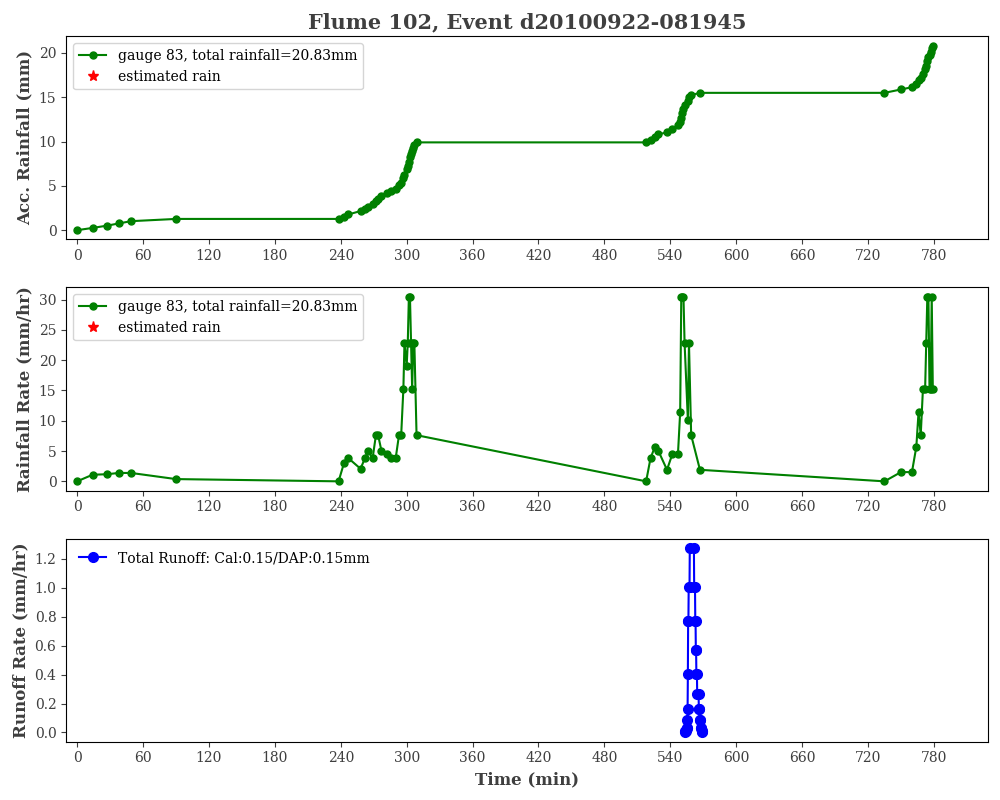 Flume 102, Event d20100922-081945
Acc. Rainfall (mm)
20
15
10
5
0
gauge 83, total rainfall=20.83mm
estimated rain
0 60 120 180 240 300 360 420 480 540 600 660 720 780
Rainfall Rate (mm/hr)
30
25
20
15
10
5
0
gauge 83, total rainfall=20.83mm
estimated rain
0 60 120 180 240 300 360 420 480 540 600 660 720 780
Runoff Rate (mm/hr)
1.2
1.0
0.8
0.6
0.4
0.2
0.0
Total Runoff: Cal:0.15/DAP:0.15mm
0 60 120 180 240 300 360 420 480 540 600 660 720 780
Time (min)